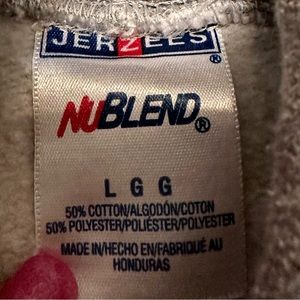 JERZEES®
NUBLEND®
L G G
50% COTTON/ALGODÓN/COTON
50% POLYESTER/POLIÉSTER/POLYESTER
MADE IN/HECHO EN/FABRIQUÉ AU
HONDURAS